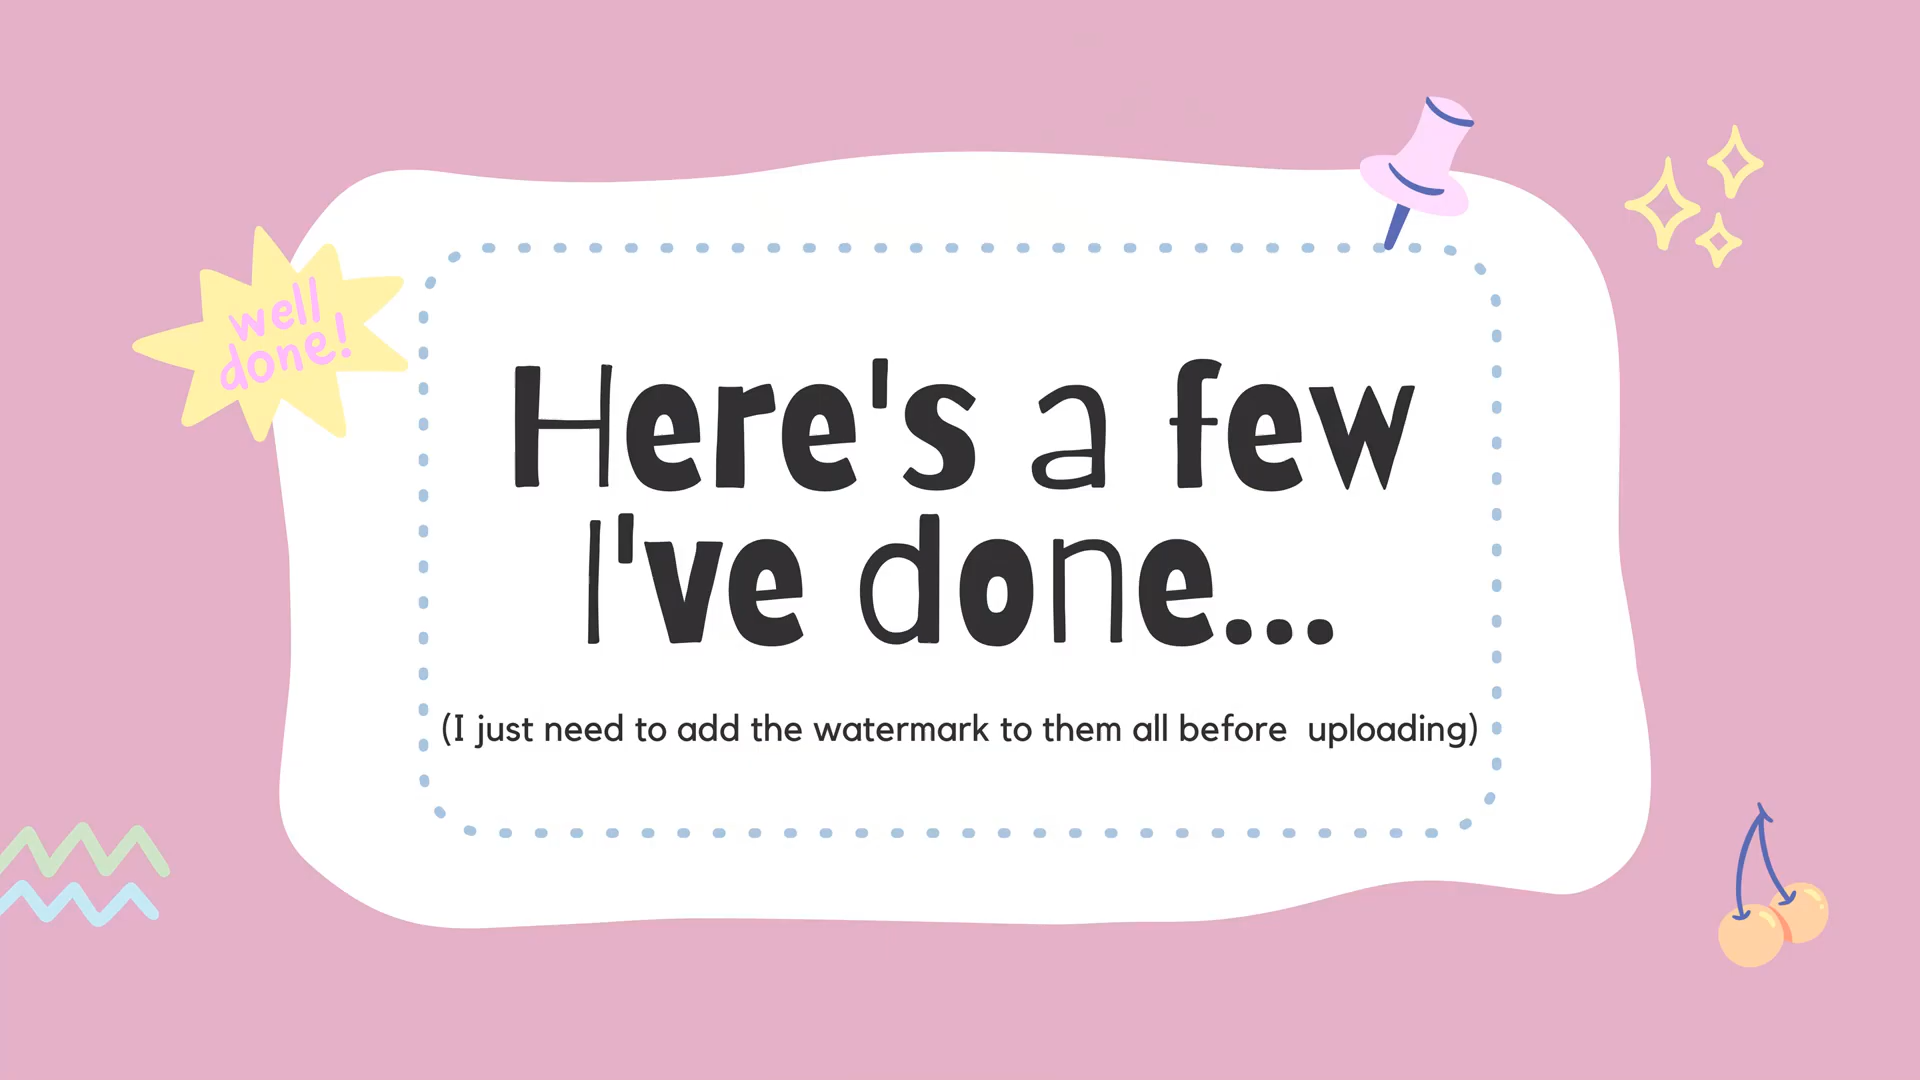 well
done!
Here's a few
I've done...
(I just need to add the watermark to them all before  uploading)